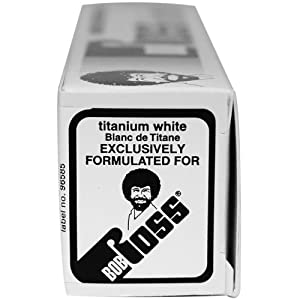 titanium white
Blanc de Titane
EXCLUSIVELY
FORMULATED FOR
BOB ROSS®
label no. 96585